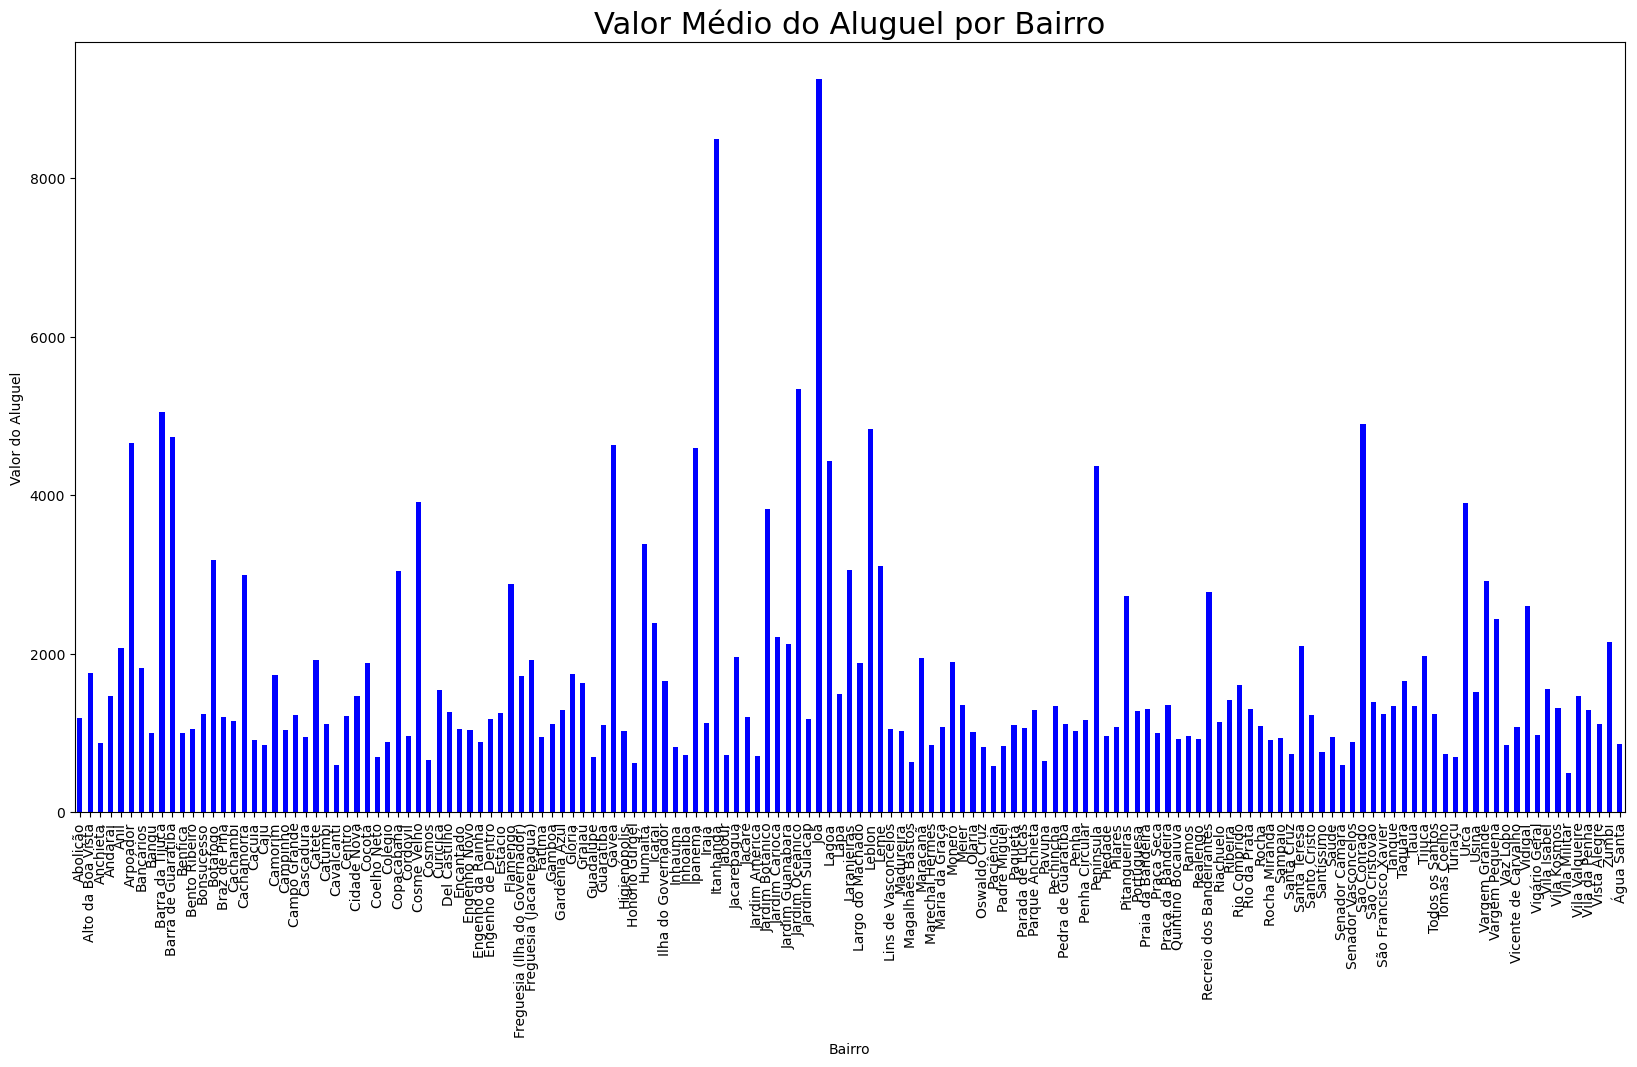 Valor Médio do Aluguel por Bairro
Valor do Aluguel
8000
6000
4000
2000
0
Abolição
Alto da Boa Vista
Anchieta
Andaraí
Anil
Arpoador
Bancários
Bangu
Barra da Tijuca
Barra de Guaratiba
Benfica
Bento Ribeiro
Bonsucesso
Botafogo
Braz de Pina
Cachambi
Cachamorra
Cacuia
Caju
Camorim
Campinho
Campo Grande
Cascadura
Catete
Catumbi
Cavalcanti
Centro
Cidade Nova
Cocotá
Coelho Neto
Colégio
Copacabana
Cordovil
Cosme Velho
Cosmos
Curicica
Del Castilho
Encantado
Engenho Novo
Engenho da Rainha
Engenho de Dentro
Estácio
Flamengo
Freguesia (Ilha do Governador)
Freguesia (Jacarepaguá)
Fátima
Gamboa
Gardênia Azul
Glória
Grajaú
Guadalupe
Guaratiba
Gávea
Higienópolis
Honório Gurgel
Humaitá
Icaraí
Ilha do Governador
Inhaúma
Inhoaíba
Ipanema
Irajá
Itanhangá
Jabour
Jacarepaguá
Jacaré
Jardim América
Jardim Botânico
Jardim Carioca
Jardim Guanabara
Jardim Oceânico
Jardim Sulacap
Joá
Lagoa
Lapa
Laranjeiras
Largo do Machado
Leblon
Leme
Lins de Vasconcelos
Madureira
Magalhães Bastos
Maracanã
Marechal Hermes
Maria da Graça
Moneró
Méier
Olaria
Oswaldo Cruz
Paciência
Padre Miguel
Paquetá
Parada de Lucas
Parque Anchieta
Pavuna
Pechincha
Pedra de Guaratiba
Penha
Penha Circular
Península
Piedade
Pilares
Pitangueiras
Portuguesa
Praia da Bandeira
Praça Seca
Praça da Bandeira
Quintino Bocaiúva
Ramos
Realengo
Recreio dos Bandeirantes
Riachuelo
Ribeira
Rio Comprido
Rio da Prata
Rocha
Rocha Miranda
Sampaio
Santa Cruz
Santa Teresa
Santo Cristo
Santíssimo
Saúde
Senador Camará
Senador Vasconcelos
São Conrado
São Cristóvão
São Francisco Xavier
Tanque
Taquara
Tauá
Tijuca
Todos os Santos
Tomás Coelho
Turiaçu
Urca
Usina
Vargem Grande
Vargem Pequena
Vaz Lobo
Vicente de Carvalho
Vidigal
Vigário Geral
Vila Isabel
Vila Kosmos
Vila Militar
Vila Valqueire
Vila da Penha
Vista Alegre
Zumbi
Água Santa
Bairro